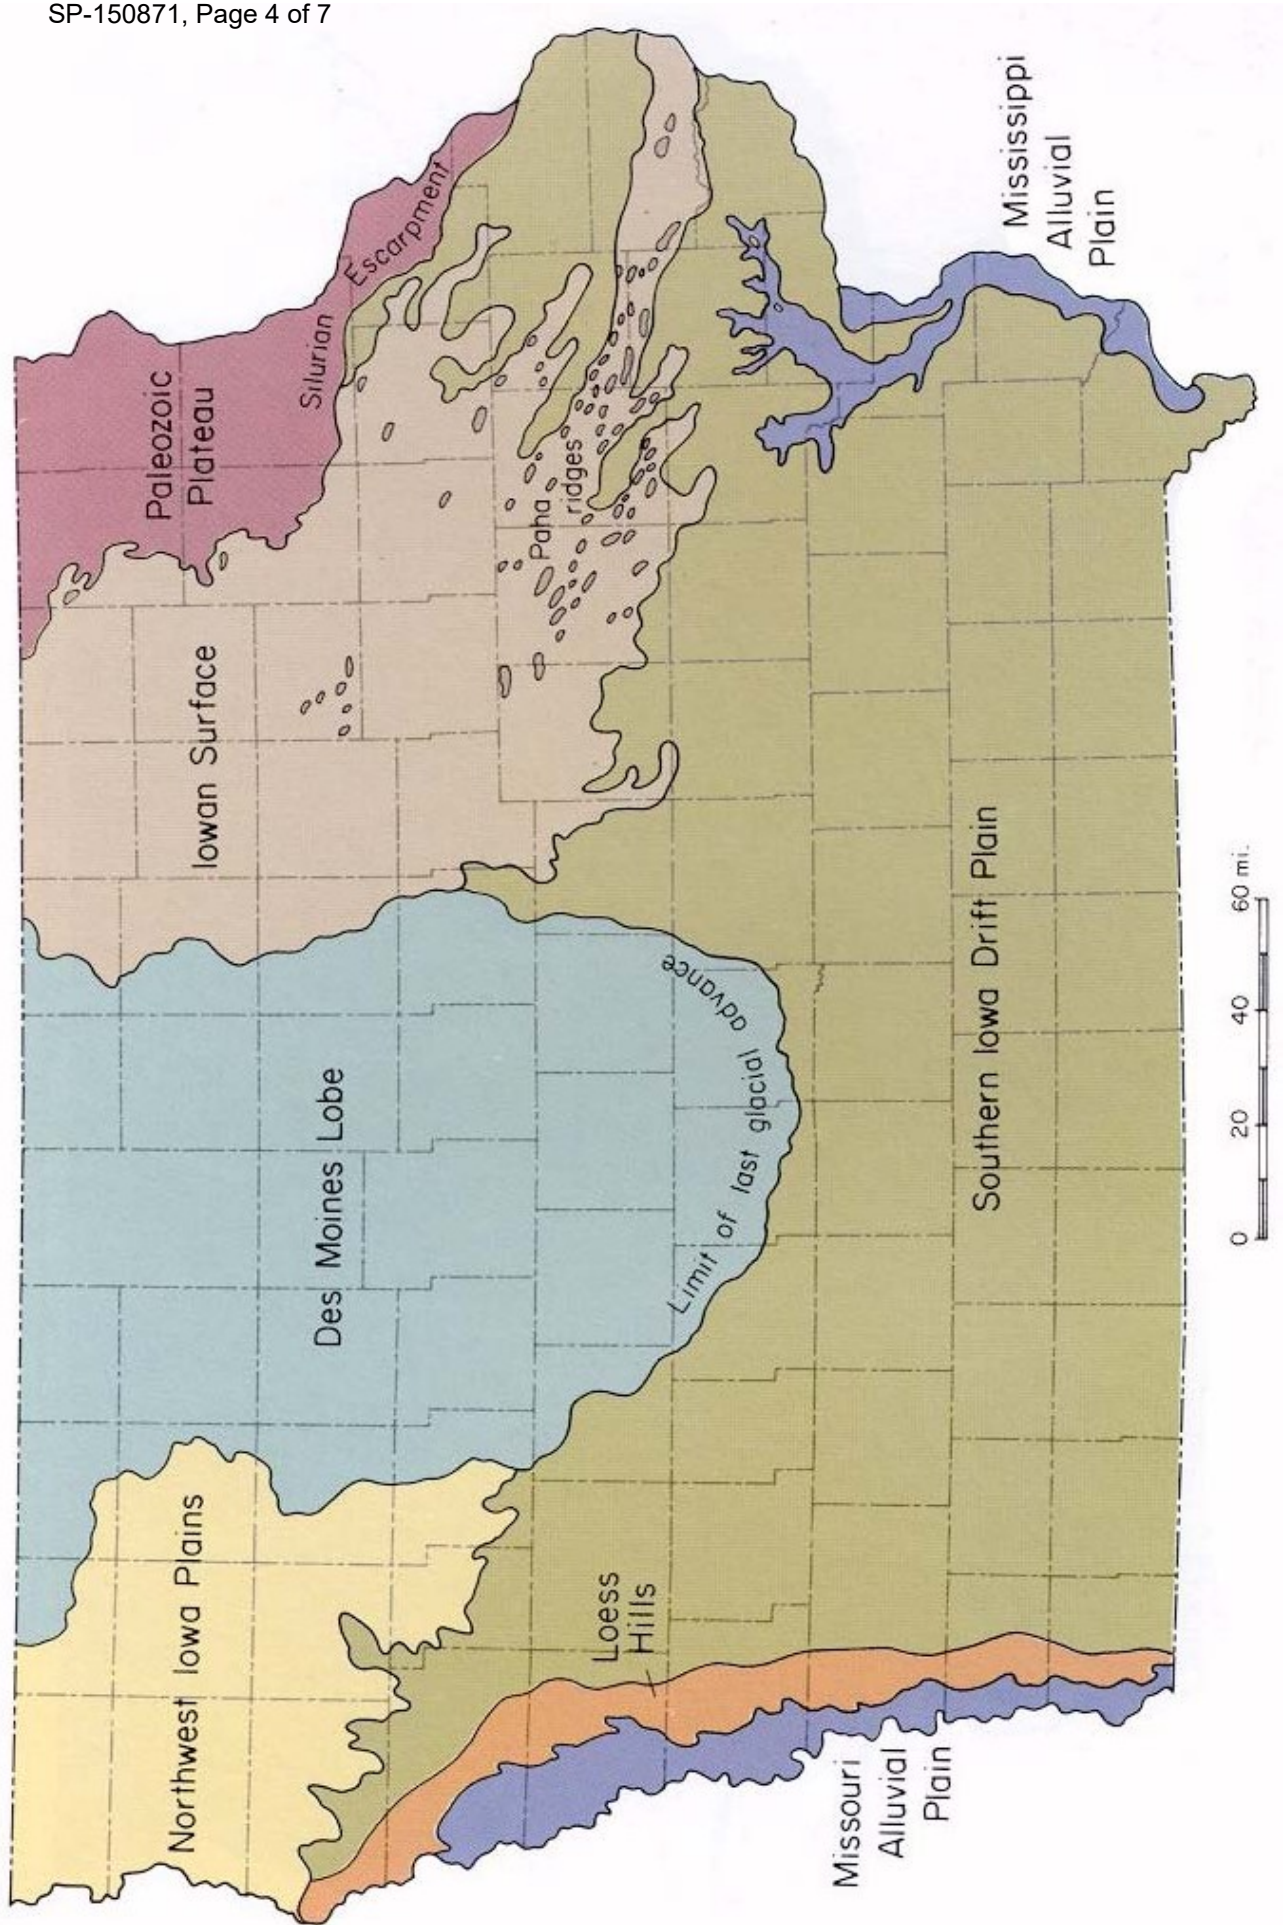 SP-150871, Page 4 of 7
Northwest Iowa Plains
Des Moines Lobe
Iowan Surface
Paleozoic
Plateau
Silurian Escarpment
Paha
ridges
Limit of last glacial advance
Loess
Hills
Southern Iowa Drift Plain
Missouri
Alluvial
Plain
Mississippi
Alluvial
Plain
0 20 40 60 mi.